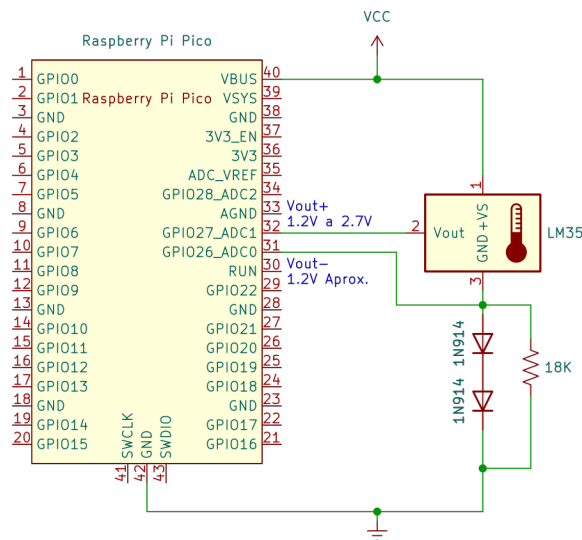 VCC
Raspberry Pi Pico
1 GPIO0 VBUS 40
2 GPIO1 Raspberry Pi Pico VSYS 39
3 GND GND 38
4 GPIO2 3V3_EN 37
5 GPIO3 3V3 36
6 GPIO4 ADC_VREF 35
7 GPIO5 GPIO28_ADC2 34
8 GND AGND 33
9 GPIO6 GPIO27_ADC1 32
10 GPIO7 GPIO26_ADC0 31
11 GPIO8 RUN 30
12 GPIO9 GPIO22 29
13 GND GND 28
14 GPIO10 GPIO21 27
15 GPIO11 GPIO20 26
16 GPIO12 GPIO19 25
17 GPIO13 GPIO18 24
18 GND GND 23
19 GPIO14 GPIO17 22
20 GPIO15 GPIO16 21
SWCLK
GND
SWDIO
41
42
43
Vout+
1.2V a 2.7V
Vout-
1.2V Aprox.
1
2 Vout
GND
+VS
LM35
3
1N914
1N914
18K